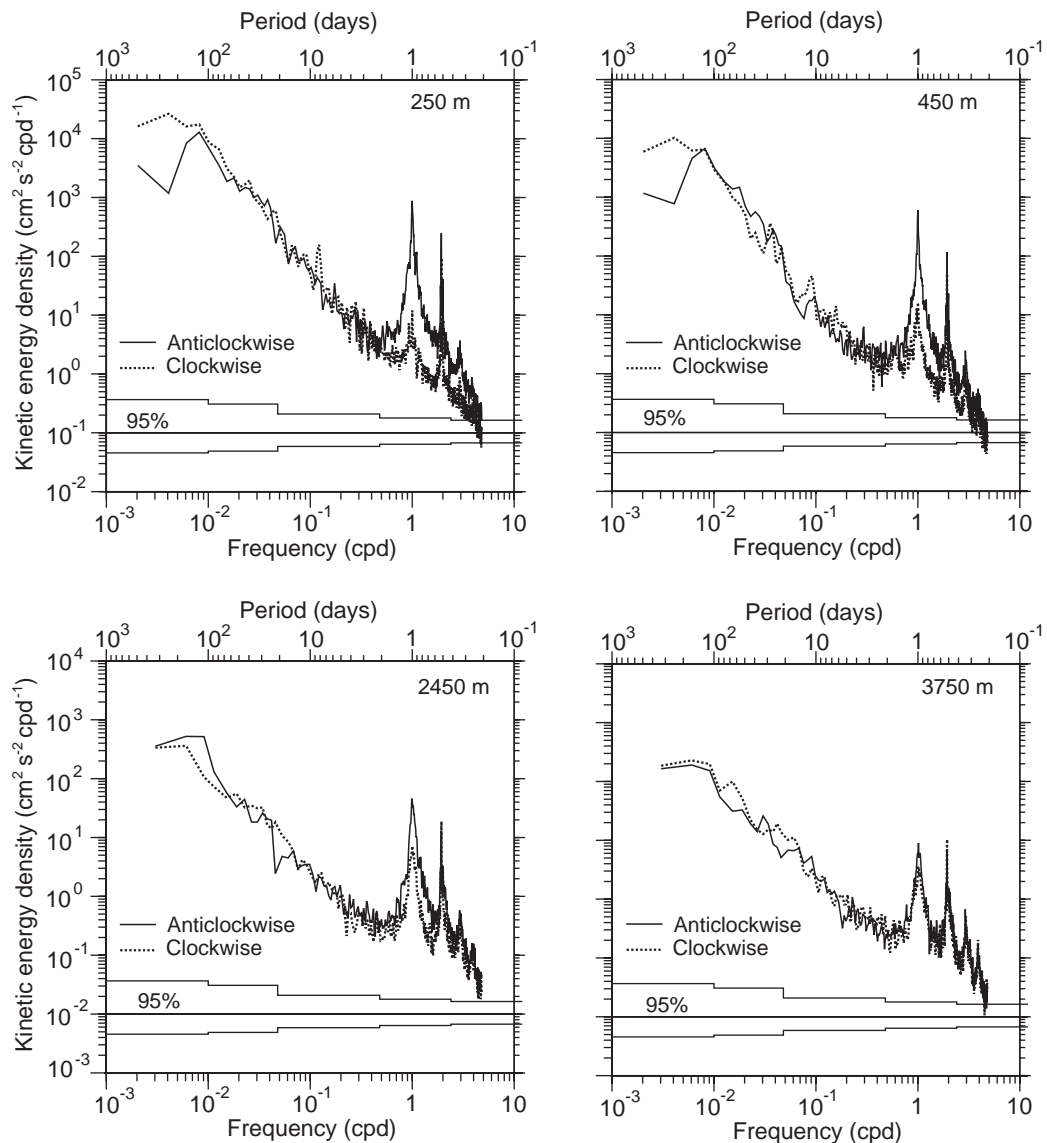 Period (days)
10³ 10² 10 1 10⁻¹
Kinetic energy density (cm² s⁻² cpd⁻¹)
10⁵
10⁴
10³
10²
10¹
10⁰
10⁻¹
10⁻²
250 m
Anticlockwise
Clockwise
95%
10⁻³ 10⁻² 10⁻¹ 1 10
Frequency (cpd)
Period (days)
10³ 10² 10 1 10⁻¹
450 m
Anticlockwise
Clockwise
95%
10⁻³ 10⁻² 10⁻¹ 1 10
Frequency (cpd)
Period (days)
10³ 10² 10 1 10⁻¹
Kinetic energy density (cm² s⁻² cpd⁻¹)
10⁴
10³
10²
10¹
10⁰
10⁻¹
10⁻²
10⁻³
2450 m
Anticlockwise
Clockwise
95%
10⁻³ 10⁻² 10⁻¹ 1 10
Frequency (cpd)
Period (days)
10³ 10² 10 1 10⁻¹
3750 m
Anticlockwise
Clockwise
95%
10⁻³ 10⁻² 10⁻¹ 1 10
Frequency (cpd)